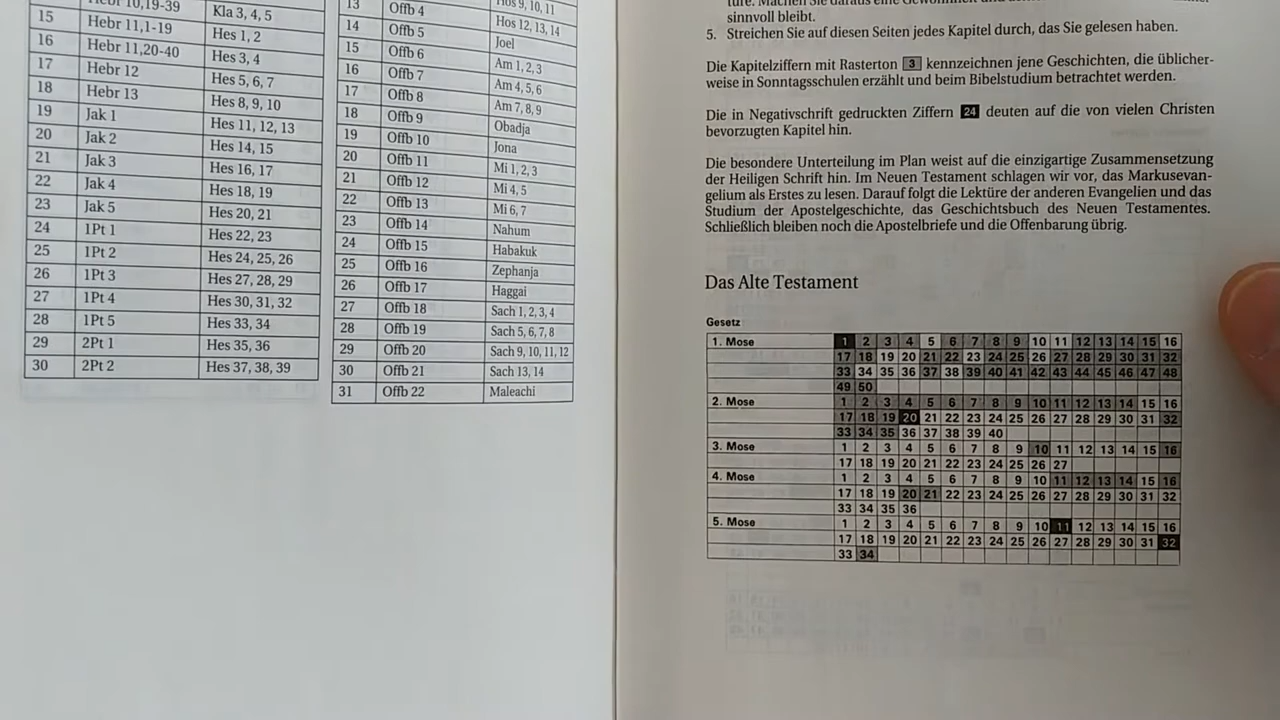 Hebr 10,19-39 Kla 3, 4, 5
15 Hebr 11,1-19 Hes 1, 2
16 Hebr 11,20-40 Hes 3, 4
17 Hebr 12 Hes 5, 6, 7
18 Hebr 13 Hes 8, 9, 10
19 Jak 1 Hes 11, 12, 13
20 Jak 2 Hes 14, 15
21 Jak 3 Hes 16, 17
22 Jak 4 Hes 18, 19
23 Jak 5 Hes 20, 21
24 1Pt 1 Hes 22, 23
25 1Pt 2 Hes 24, 25, 26
26 1Pt 3 Hes 27, 28, 29
27 1Pt 4 Hes 30, 31, 32
28 1Pt 5 Hes 33, 34
29 2Pt 1 Hes 35, 36
30 2Pt 2 Hes 37, 38, 39
13 Offb 4 Hos 9, 10, 11
14 Offb 5 Hos 12, 13, 14
15 Offb 6 Joel
16 Offb 7 Am 1, 2, 3
17 Offb 8 Am 4, 5, 6
18 Offb 9 Am 7, 8, 9
19 Offb 10 Obadja
20 Offb 11 Jona
21 Offb 12 Mi 1, 2, 3
22 Offb 13 Mi 4, 5
23 Offb 14 Mi 6, 7
24 Offb 15 Nahum
25 Offb 16 Habakuk
26 Offb 17 Zephanja
27 Offb 18 Haggai
28 Offb 19 Sach 1, 2, 3, 4
29 Offb 20 Sach 5, 6, 7, 8
30 Offb 21 Sach 9, 10, 11, 12
31 Offb 22 Sach 13, 14
Maleachi
ture. Machen Sie daraus eine Gewohnheit und
sinnvoll bleibt.
5. Streichen Sie auf diesen Seiten jedes Kapitel durch, das Sie gelesen haben.
Die Kapitelziffern mit Rasterton 3 kennzeichnen jene Geschichten, die üblicher-
weise in Sonntagsschulen erzählt und beim Bibelstudium betrachtet werden.
Die in Negativschrift gedruckten Ziffern 24 deuten auf die von vielen Christen
bevorzugten Kapitel hin.
Die besondere Unterteilung im Plan weist auf die einzigartige Zusammensetzung
der Heiligen Schrift hin. Im Neuen Testament schlagen wir vor, das Markusevan-
gelium als Erstes zu lesen. Darauf folgt die Lektüre der anderen Evangelien und das
Studium der Apostelgeschichte, das Geschichtsbuch des Neuen Testamentes.
Schließlich bleiben noch die Apostelbriefe und die Offenbarung übrig.
Das Alte Testament
Gesetz
1. Mose 1 2 3 4 5 6 7 8 9 10 11 12 13 14 15 16
17 18 19 20 21 22 23 24 25 26 27 28 29 30 31 32
33 34 35 36 37 38 39 40 41 42 43 44 45 46 47 48
49 50
2. Mose 1 2 3 4 5 6 7 8 9 10 11 12 13 14 15 16
17 18 19 20 21 22 23 24 25 26 27 28 29 30 31 32
33 34 35 36 37 38 39 40
3. Mose 1 2 3 4 5 6 7 8 9 10 11 12 13 14 15 16
17 18 19 20 21 22 23 24 25 26 27
4. Mose 1 2 3 4 5 6 7 8 9 10 11 12 13 14 15 16
17 18 19 20 21 22 23 24 25 26 27 28 29 30 31 32
33 34 35 36
5. Mose 1 2 3 4 5 6 7 8 9 10 11 12 13 14 15 16
17 18 19 20 21 22 23 24 25 26 27 28 29 30 31 32
33 34